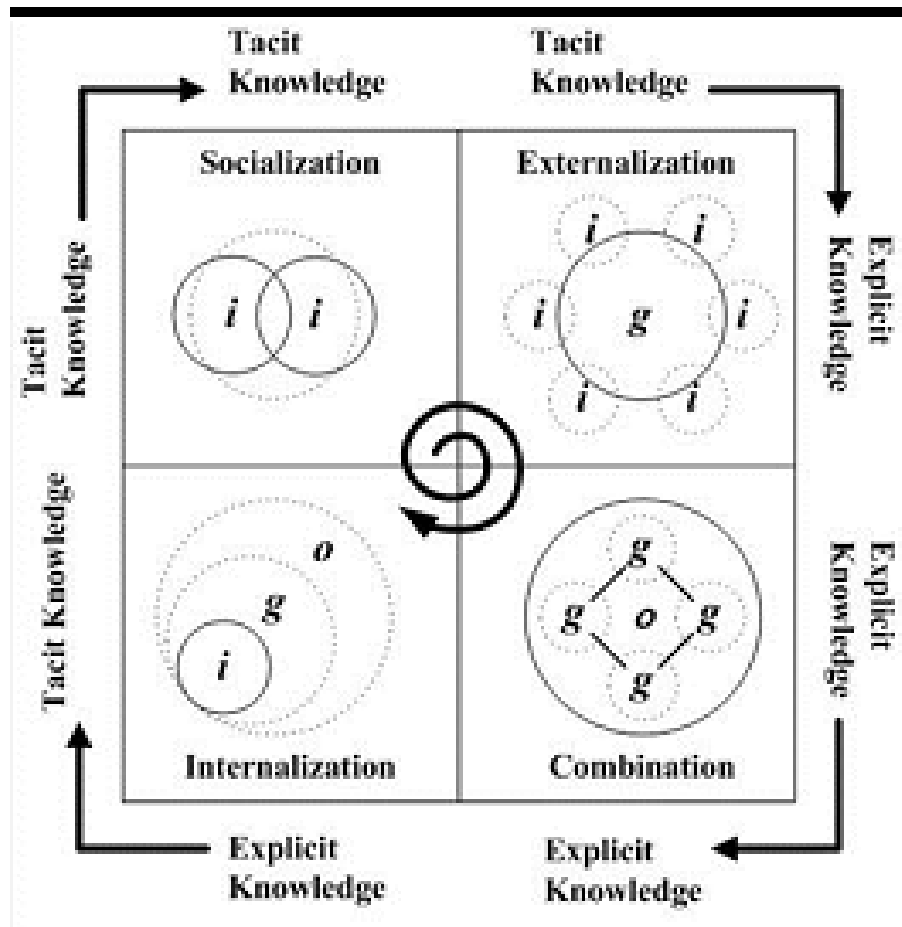 Tacit
Knowledge
Tacit
Knowledge
Socialization
Externalization
Tacit
Knowledge
Explicit
Knowledge
i
i
i
i
i
i
i
i
g
Tacit Knowledge
Explicit
Knowledge
o
g
i
g
g
o
g
g
Internalization
Combination
Explicit
Knowledge
Explicit
Knowledge